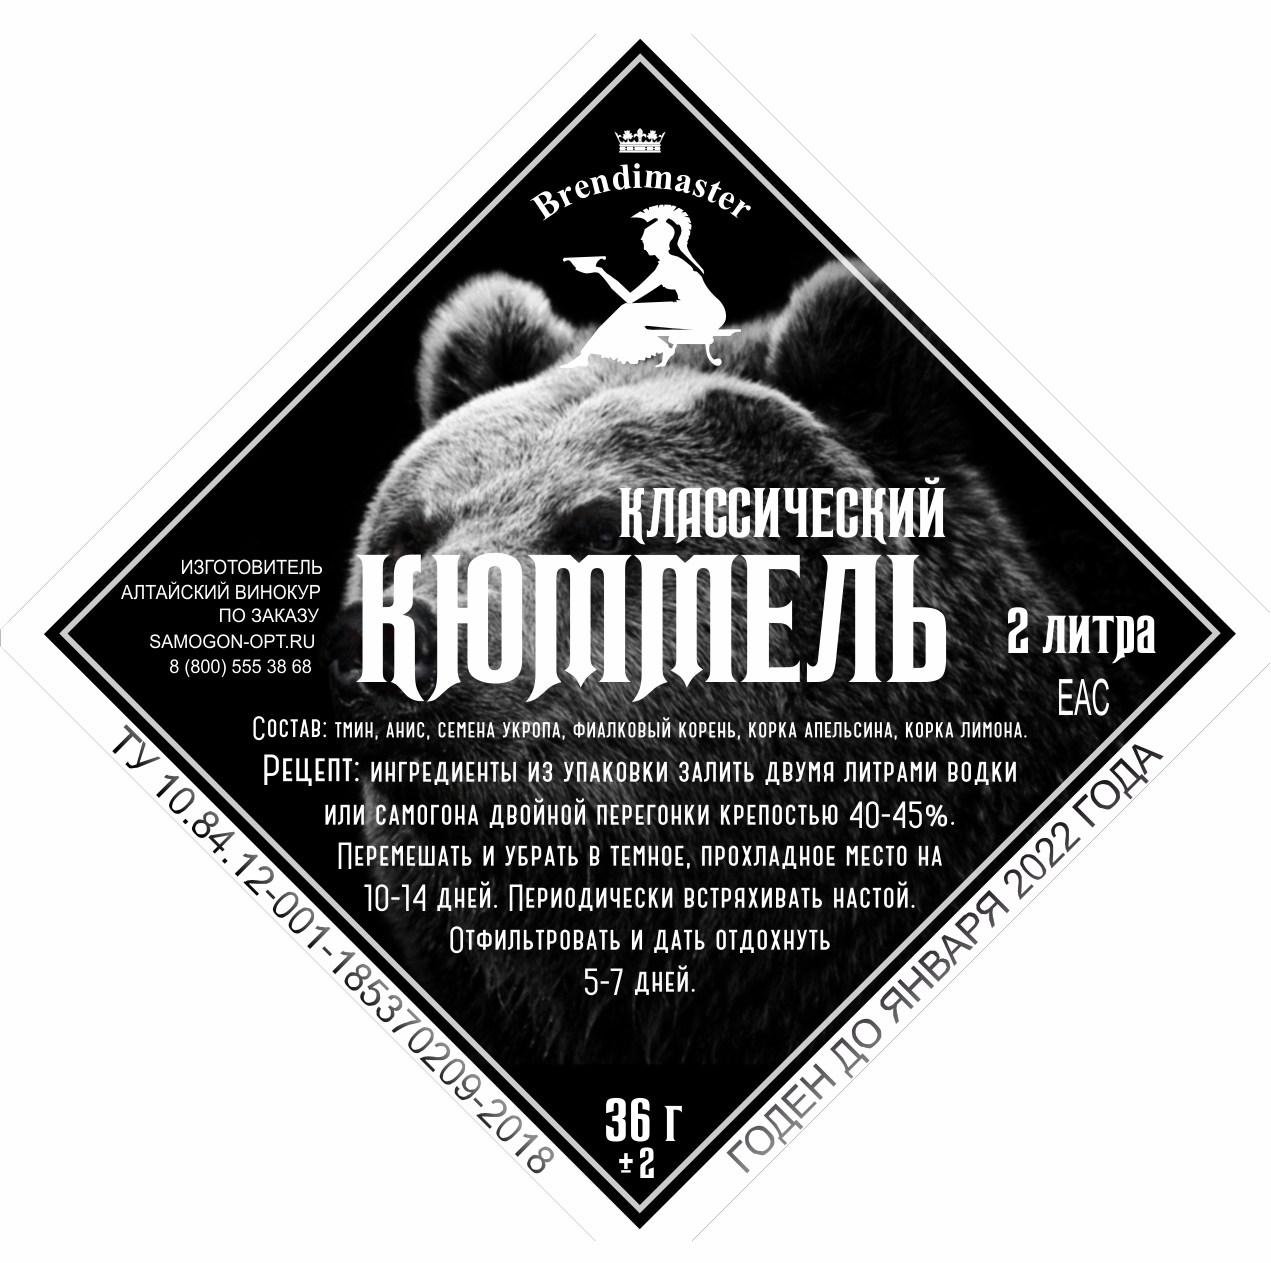 Brendimaster
КЛАССИЧЕСКИЙ
КЮММЕЛЬ
ИЗГОТОВИТЕЛЬ
АЛТАЙСКИЙ ВИНОКУР
ПО ЗАКАЗУ
SAMOGON-OPT.RU
8 (800) 555 38 68
2 литра
ЕАС
Состав: тмин, анис, семена укропа, фиалковый корень, корка апельсина, корка лимона.
Рецепт: ингредиенты из упаковки залить двумя литрами водки
или самогона двойной перегонки крепостью 40-45%.
Перемешать и убрать в темное, прохладное место на
10-14 дней. Периодически встряхивать настой.
Отфильтровать и дать отдохнуть
5-7 дней.
36 г
±2
ТУ 10.84.12-001-185370209-2018
ГОДЕН ДО ЯНВАРЯ 2022 ГОДА